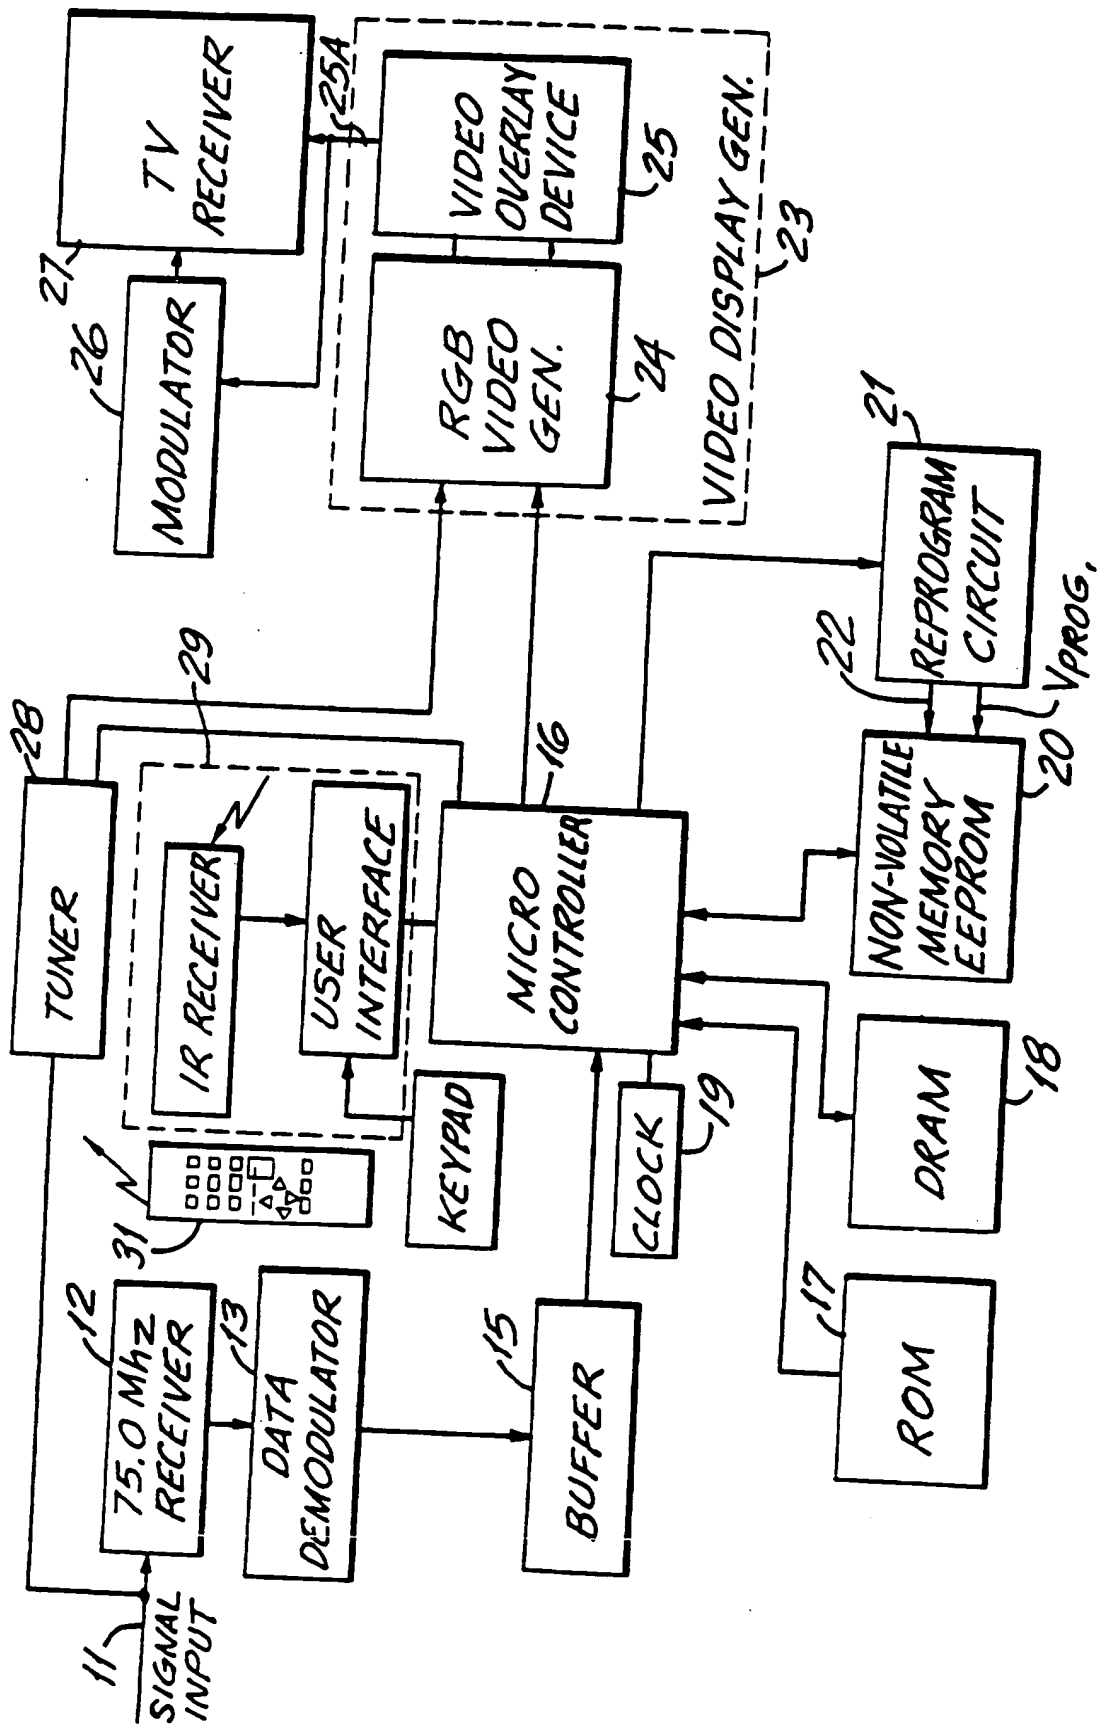 11
SIGNAL
INPUT
12
75.0 Mhz
RECEIVER
13
DATA
DEMODULATOR
15
BUFFER
31
28
TUNER
29
IR RECEIVER
USER
INTERFACE
KEYPAD
CLOCK
19
16
MICRO
CONTROLLER
17
ROM
18
DRAM
20
NON-VOLATILE
MEMORY
EEPROM
22
VPROG.
21
REPROGRAM
CIRCUIT
26
MODULATOR
27
TV
RECEIVER
25A
RGB
VIDEO
GEN.
24
VIDEO
OVERLAY
DEVICE
25
VIDEO DISPLAY GEN.
23